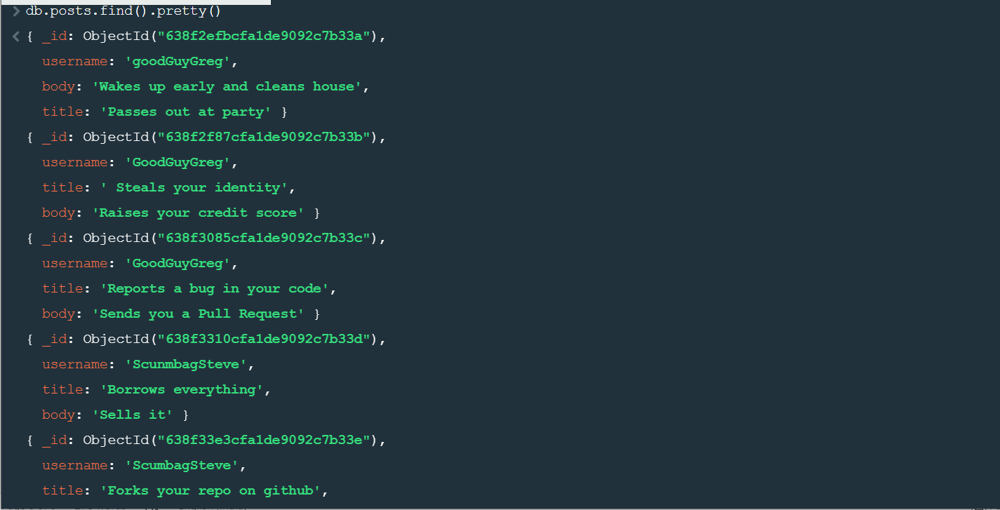 db.posts.find().pretty()
{ _id: ObjectId("638f2efbcfa1de9092c7b33a"),
username: 'goodGuyGreg',
body: 'Wakes up early and cleans house',
title: 'Passes out at party' }
{ _id: ObjectId("638f2f87cfa1de9092c7b33b"),
username: 'GoodGuyGreg',
title: ' Steals your identity',
body: 'Raises your credit score' }
{ _id: ObjectId("638f3085cfa1de9092c7b33c"),
username: 'GoodGuyGreg',
title: 'Reports a bug in your code',
body: 'Sends you a Pull Request' }
{ _id: ObjectId("638f3310cfa1de9092c7b33d"),
username: 'ScunmbagSteve',
title: 'Borrows everything',
body: 'Sells it' }
{ _id: ObjectId("638f33e3cfa1de9092c7b33e"),
username: 'ScumbagSteve',
title: 'Forks your repo on github',